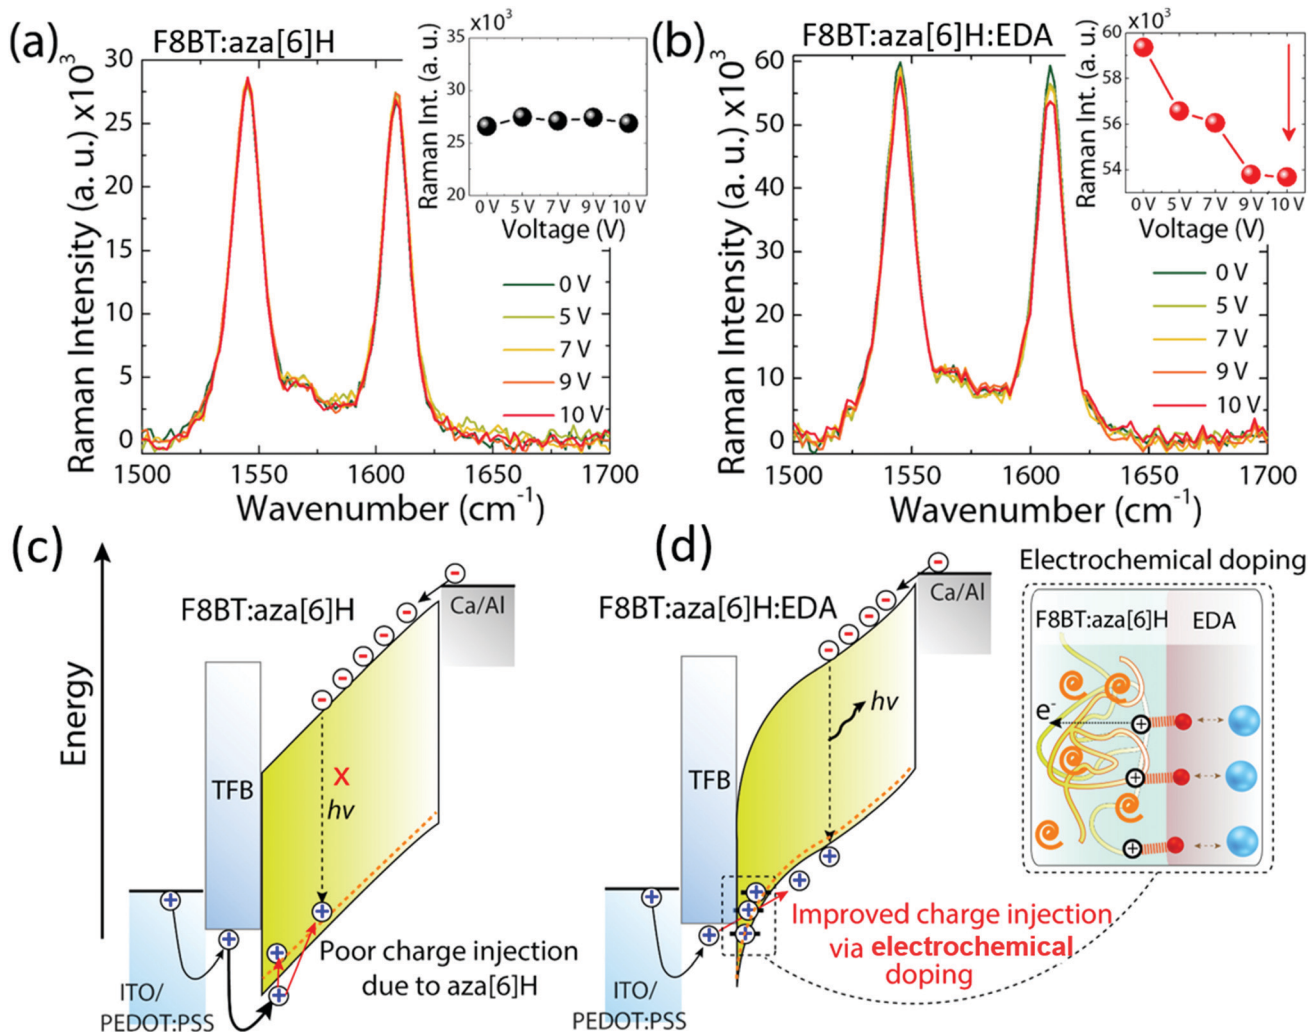 (a)
F8BT:aza[6]H
Raman Intensity (a. u.) x10³
30
25
20
15
10
5
0
1500
1550
1600
1650
1700
Wavenumber (cm⁻¹)
x10³
Raman Int. (a. u.)
35
30
25
20
0 V
5 V
7 V
9 V
10 V
Voltage (V)
0 V
5 V
7 V
9 V
10 V
(b)
F8BT:aza[6]H:EDA
Raman Intensity (a. u.) x10³
60
50
40
30
20
10
0
1500
1550
1600
1650
1700
Wavenumber (cm⁻¹)
x10³
Raman Int. (a. u.)
60
58
56
54
0 V
5 V
7 V
9 V
10 V
Voltage (V)
0 V
5 V
7 V
9 V
10 V
(c)
Energy
F8BT:aza[6]H
Ca/Al
TFB
X
hν
Poor charge injection
due to aza[6]H
ITO/
PEDOT:PSS
(d)
F8BT:aza[6]H:EDA
Ca/Al
TFB
hν
Improved charge injection
via electrochemical
doping
ITO/
PEDOT:PSS
Electrochemical doping
F8BT:aza[6]H
EDA
e⁻